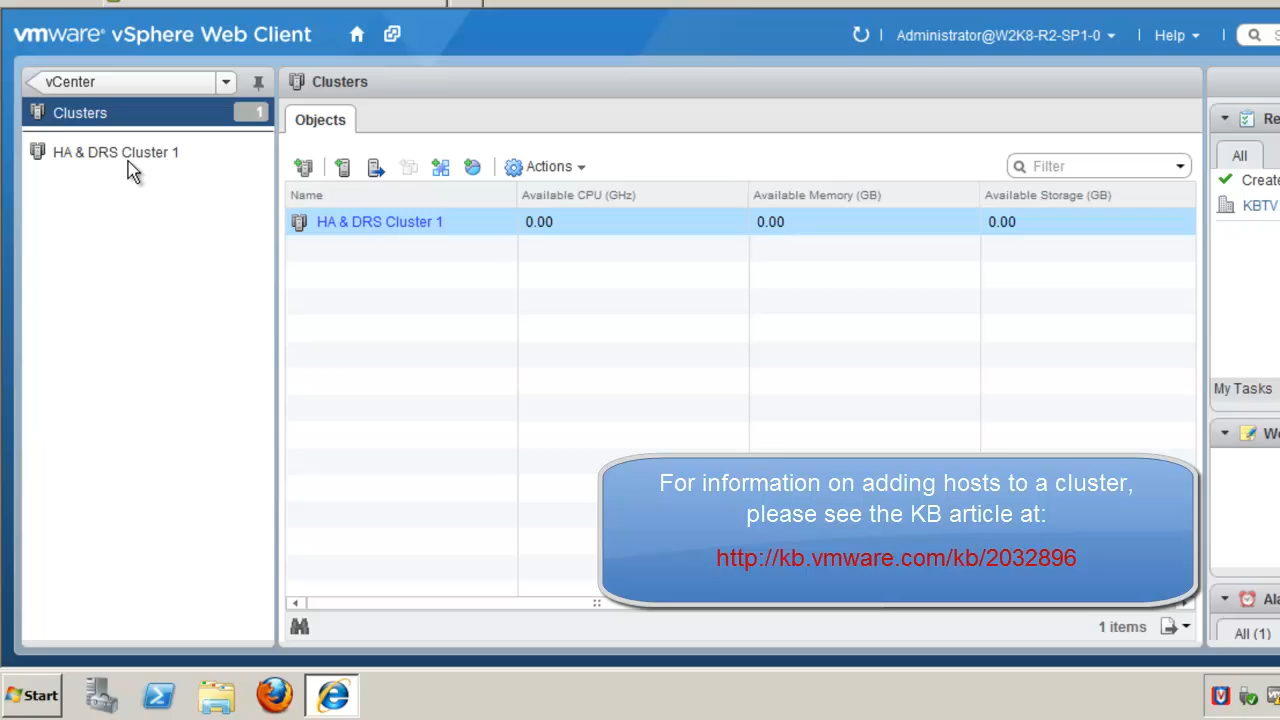 vmware® vSphere Web Client
Administrator@W2K8-R2-SP1-0
Help
vCenter
Clusters
1
HA & DRS Cluster 1
Clusters
Objects
Actions
Filter
Name
Available CPU (GHz)
Available Memory (GB)
Available Storage (GB)
HA & DRS Cluster 1
0.00
0.00
0.00
For information on adding hosts to a cluster,
please see the KB article at:
http://kb.vmware.com/kb/2032896
1 items
All
Create
KBTV
My Tasks
All (1)
Start